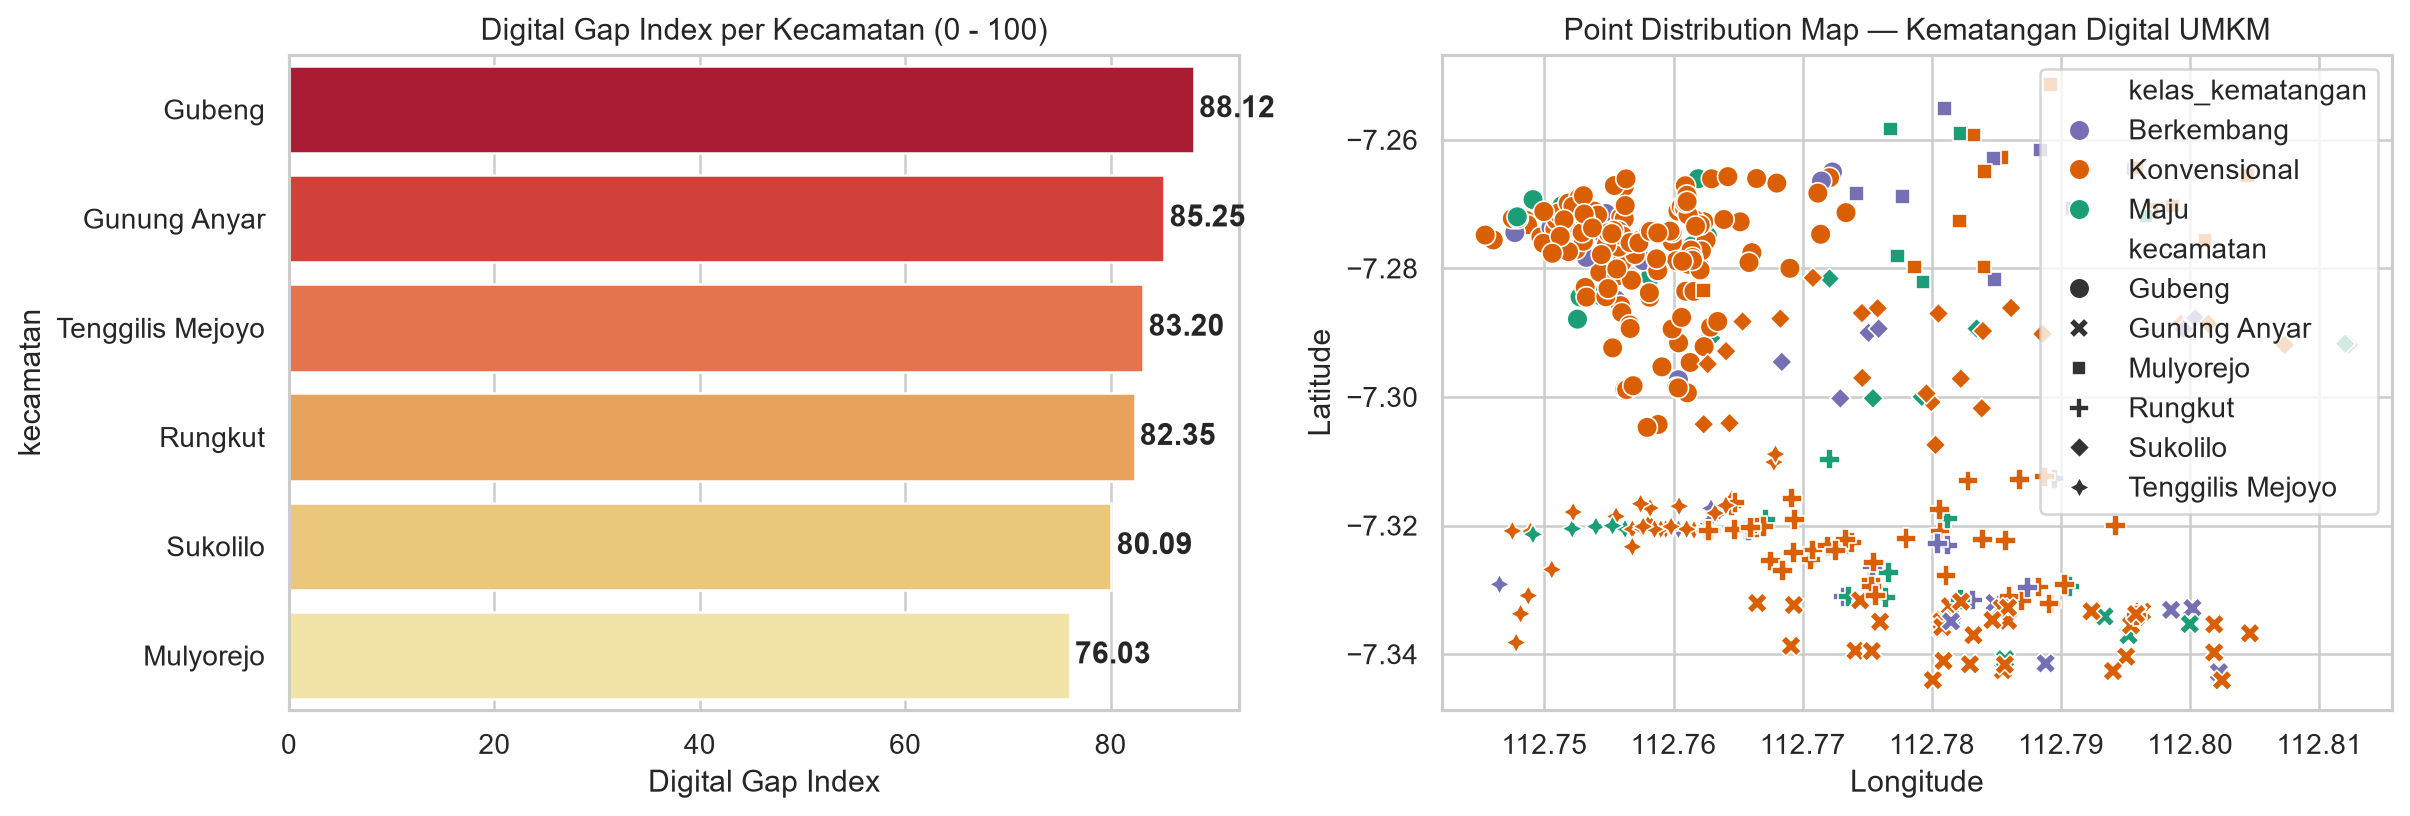 Digital Gap Index per Kecamatan (0 - 100)
kecamatan
Gubeng
88.12
Gunung Anyar
85.25
Tenggilis Mejoyo
83.20
Rungkut
82.35
Sukolilo
80.09
Mulyorejo
76.03
0 20 40 60 80
Digital Gap Index
Point Distribution Map — Kematangan Digital UMKM
Latitude
−7.26
−7.28
−7.30
−7.32
−7.34
kelas_kematangan
Berkembang
Konvensional
Maju
kecamatan
Gubeng
Gunung Anyar
Mulyorejo
Rungkut
Sukolilo
Tenggilis Mejoyo
112.75 112.76 112.77 112.78 112.79 112.80 112.81
Longitude